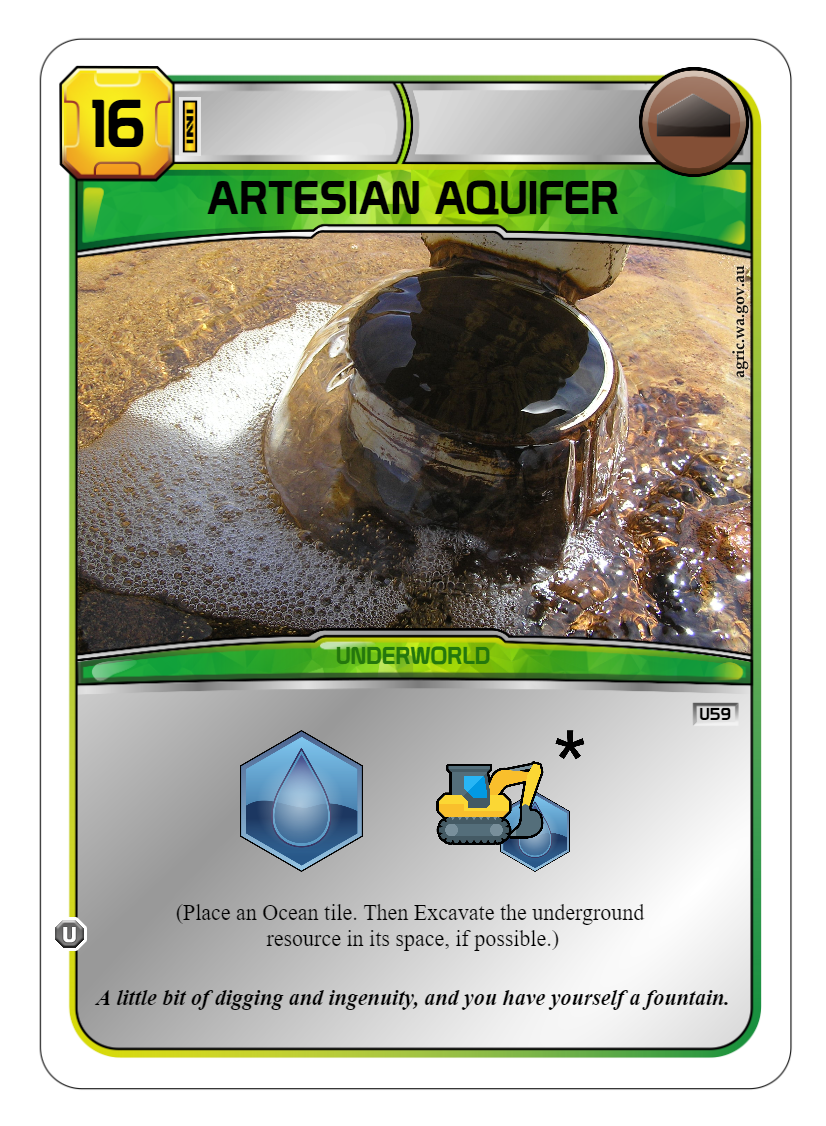 16
ARTESIAN AQUIFER
agric.wa.gov.au
UNDERWORLD
U59
*
(Place an Ocean tile. Then Excavate the underground
resource in its space, if possible.)
U
A little bit of digging and ingenuity, and you have yourself a fountain.